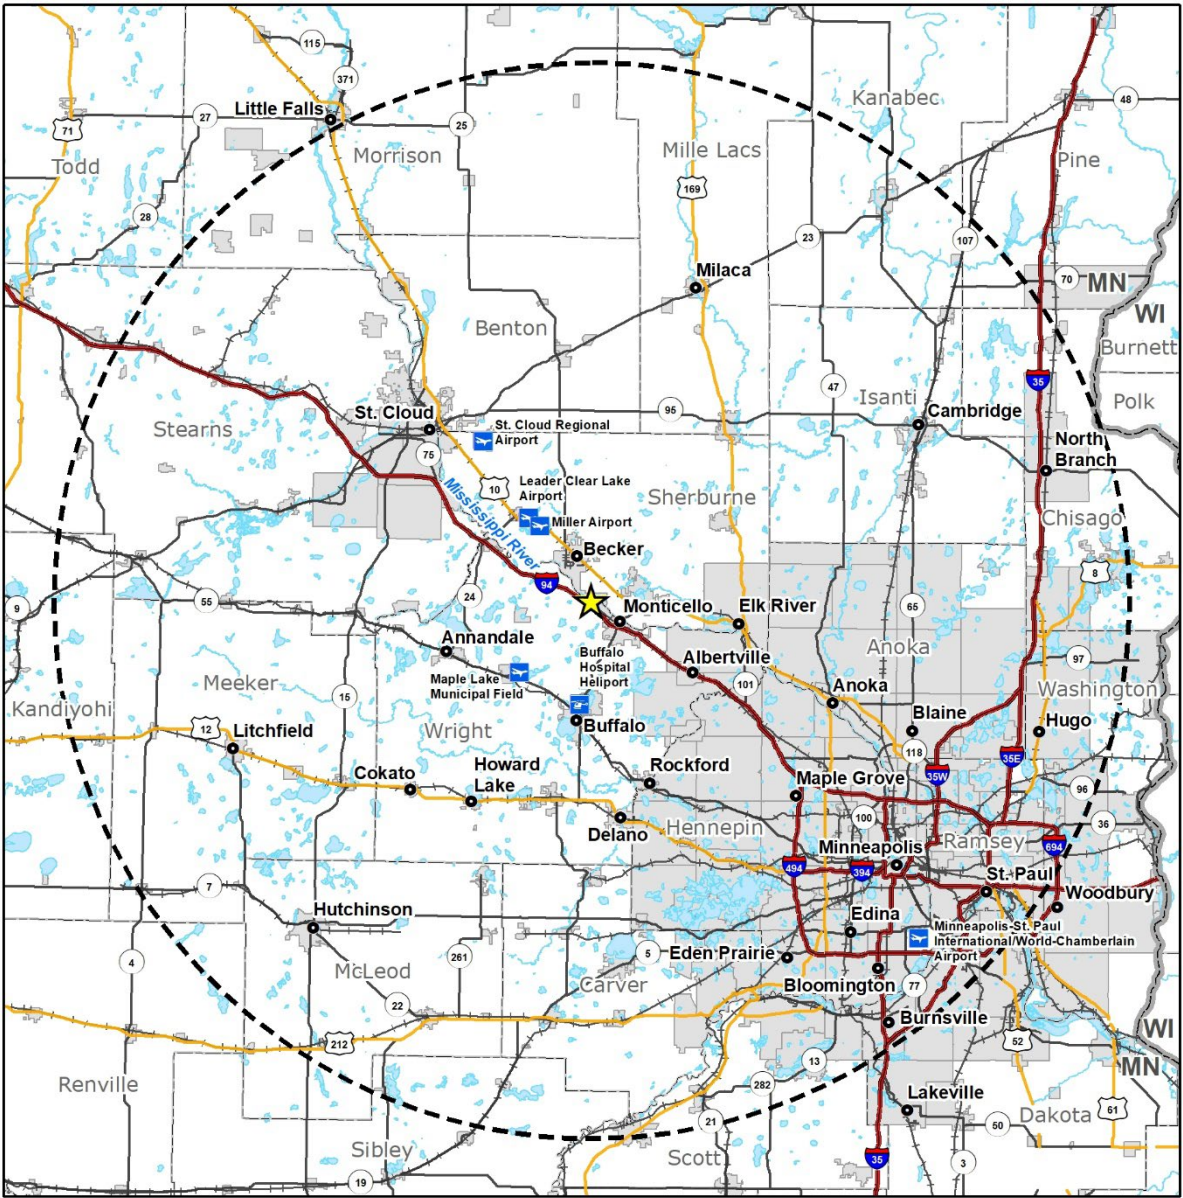 115
371
Kanabec
48
Little Falls
27
25
71
Morrison
Mille Lacs
Pine
Todd
169
28
23
107
Milaca
70
MN
WI
Benton
Burnett
35
47
Isanti
Polk
St. Cloud
95
Cambridge
Stearns
St. Cloud Regional
Airport
North
Branch
75
Leader Clear Lake
Airport
10
Mississippi River
Sherburne
Miller Airport
Chisago
Becker
8
94
9
55
24
Monticello
Elk River
65
Annandale
Buffalo
Hospital
Heliport
Albertville
Anoka
97
Maple Lake
Municipal Field
Meeker
101
Anoka
Washington
15
Kandiyohi
Blaine
Hugo
12
Litchfield
Wright
Buffalo
118
35E
Cokato
Howard
Lake
Rockford
Maple Grove
35W
96
100
36
Delano
Hennepin
Minneapolis
Ramsey
694
494
394
St. Paul
7
Woodbury
Hutchinson
Edina
Minneapolis-St. Paul
International/World-Chamberlain
Airport
4
McLeod
261
5
Eden Prairie
Carver
Bloomington
77
22
Burnsville
212
52
WI
MN
13
Renville
282
Lakeville
61
21
50
Dakota
Sibley
Scott
35
3
19